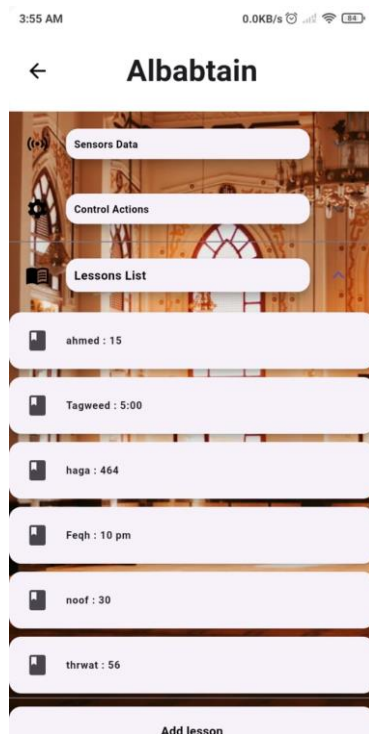 3:55 AM 0.0KB/s 84
Albabtain
Sensors Data
Control Actions
Lessons List
ahmed : 15
Tagweed : 5:00
haga : 464
Feqh : 10 pm
noof : 30
thrwat : 56
Add lesson